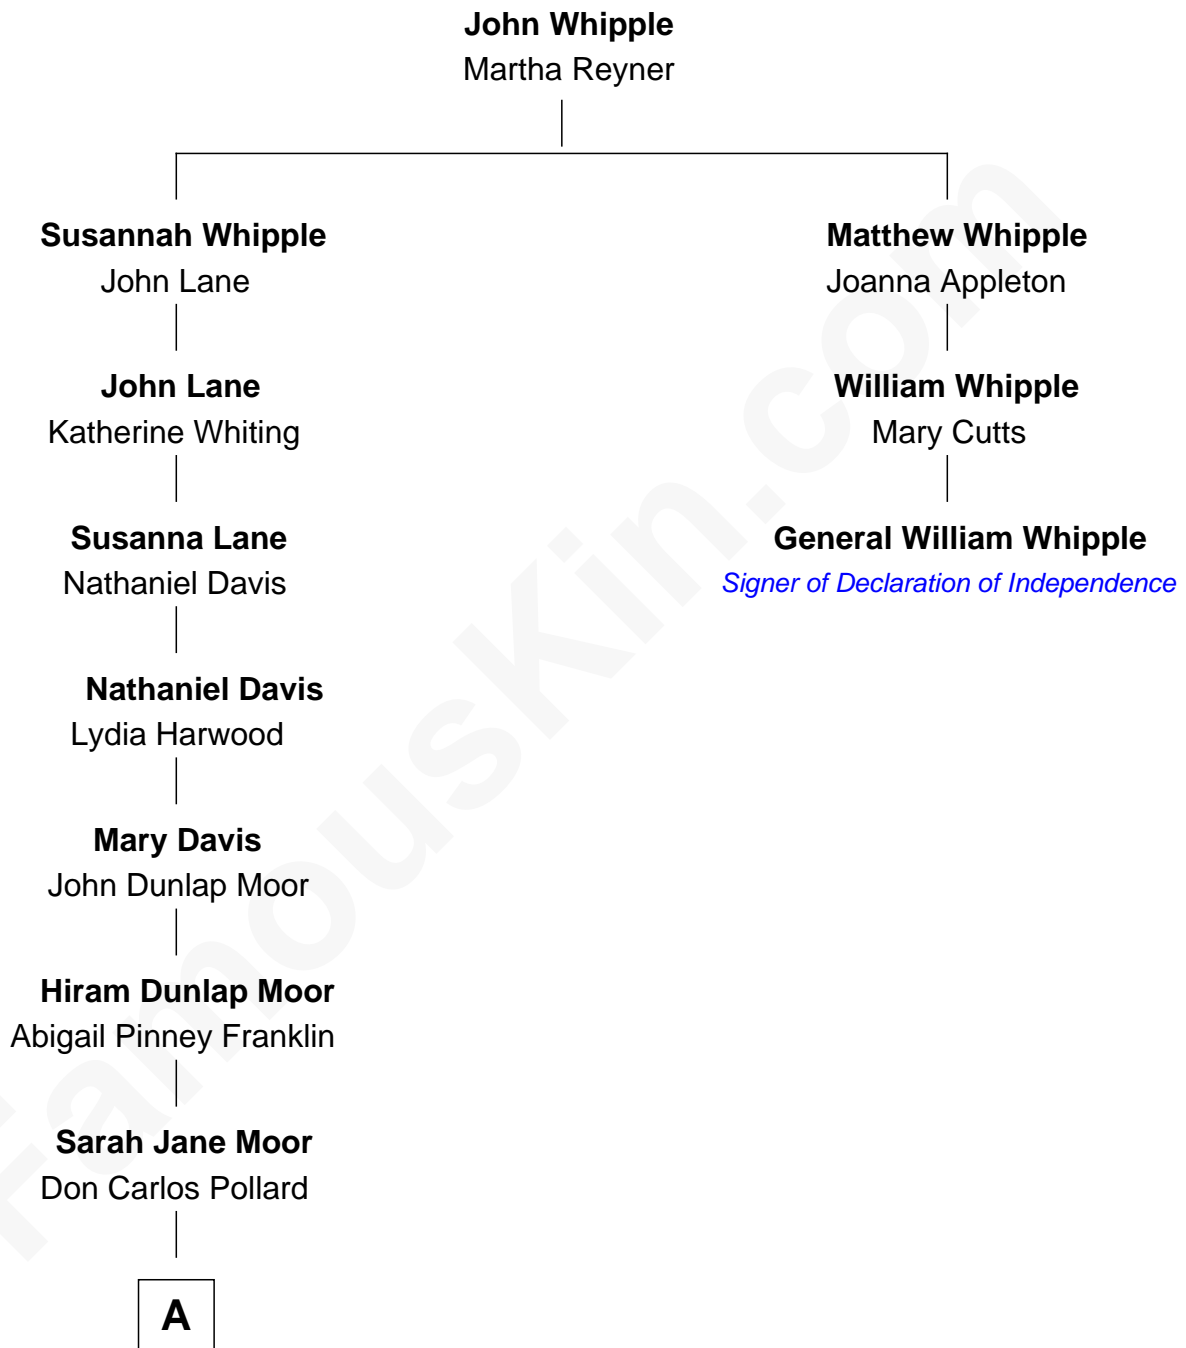 John Whipple
Martha Reyner
Susannah Whipple
John Lane
Matthew Whipple
Joanna Appleton
John Lane
Katherine Whiting
William Whipple
Mary Cutts
Susanna Lane
Nathaniel Davis
General William Whipple
Signer of Declaration of Independence
Nathaniel Davis
Lydia Harwood
Mary Davis
John Dunlap Moor
Hiram Dunlap Moor
Abigail Pinney Franklin
Sarah Jane Moor
Don Carlos Pollard
A
FamousKin.com